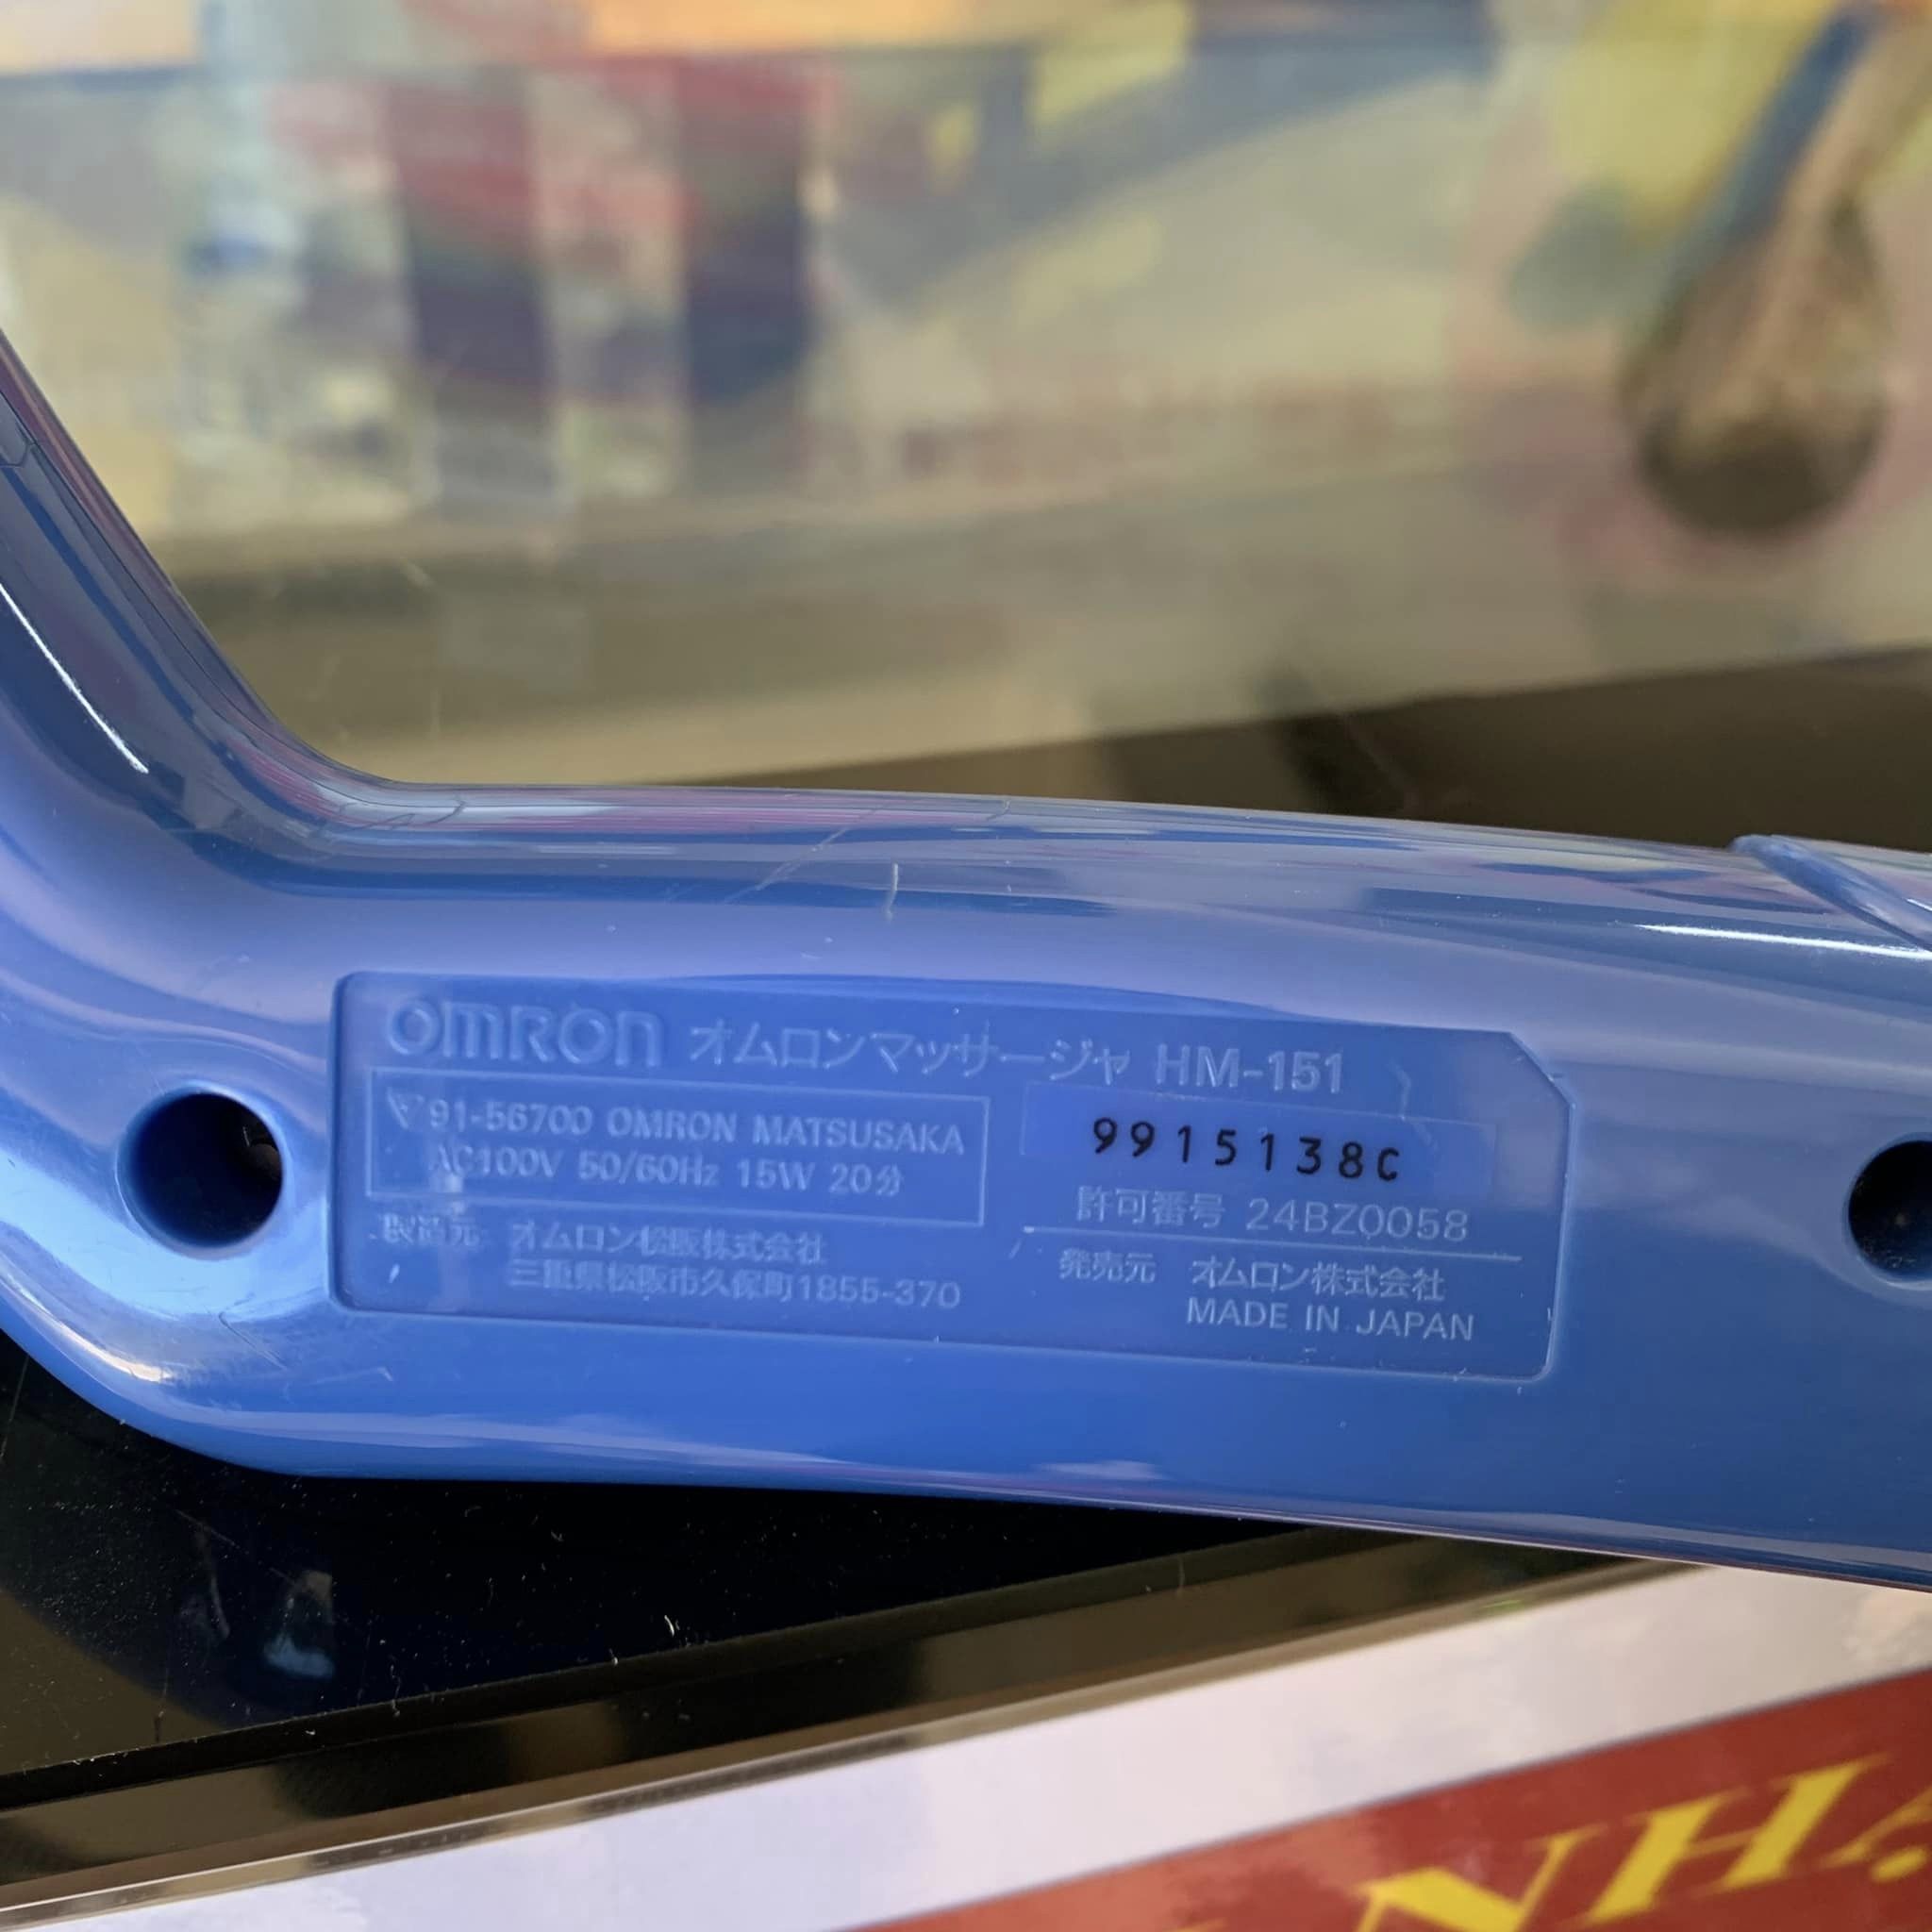 OMRON オムロンマッサージャ HM-151
91-56700 OMRON MATSUSAKA
AC100V 50/60Hz 15W 20分
製造元 オムロン松阪株式会社
三重県松阪市久保町1855-370
9915138C
許可番号 24BZ0058
発売元 オムロン株式会社
MADE IN JAPAN